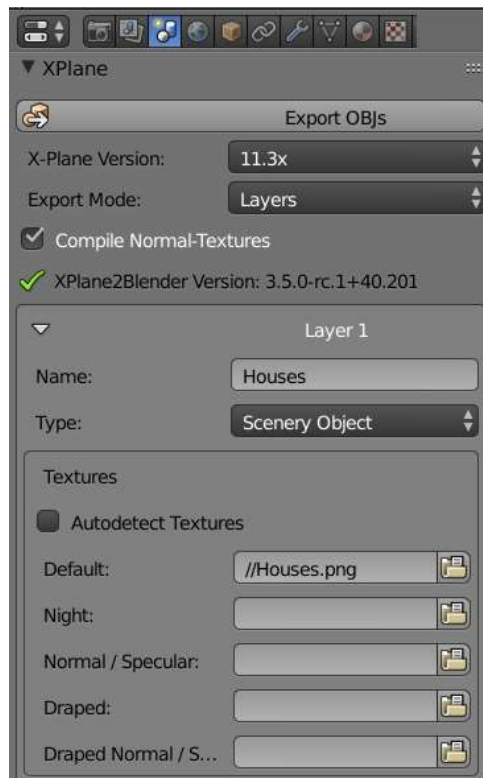 XPlane
Export OBJs
X-Plane Version: 11.3x
Export Mode: Layers
Compile Normal-Textures
XPlane2Blender Version: 3.5.0-rc.1+40.201
Layer 1
Name: Houses
Type: Scenery Object
Textures
Autodetect Textures
Default: //Houses.png
Night:
Normal / Specular:
Draped:
Draped Normal / S...